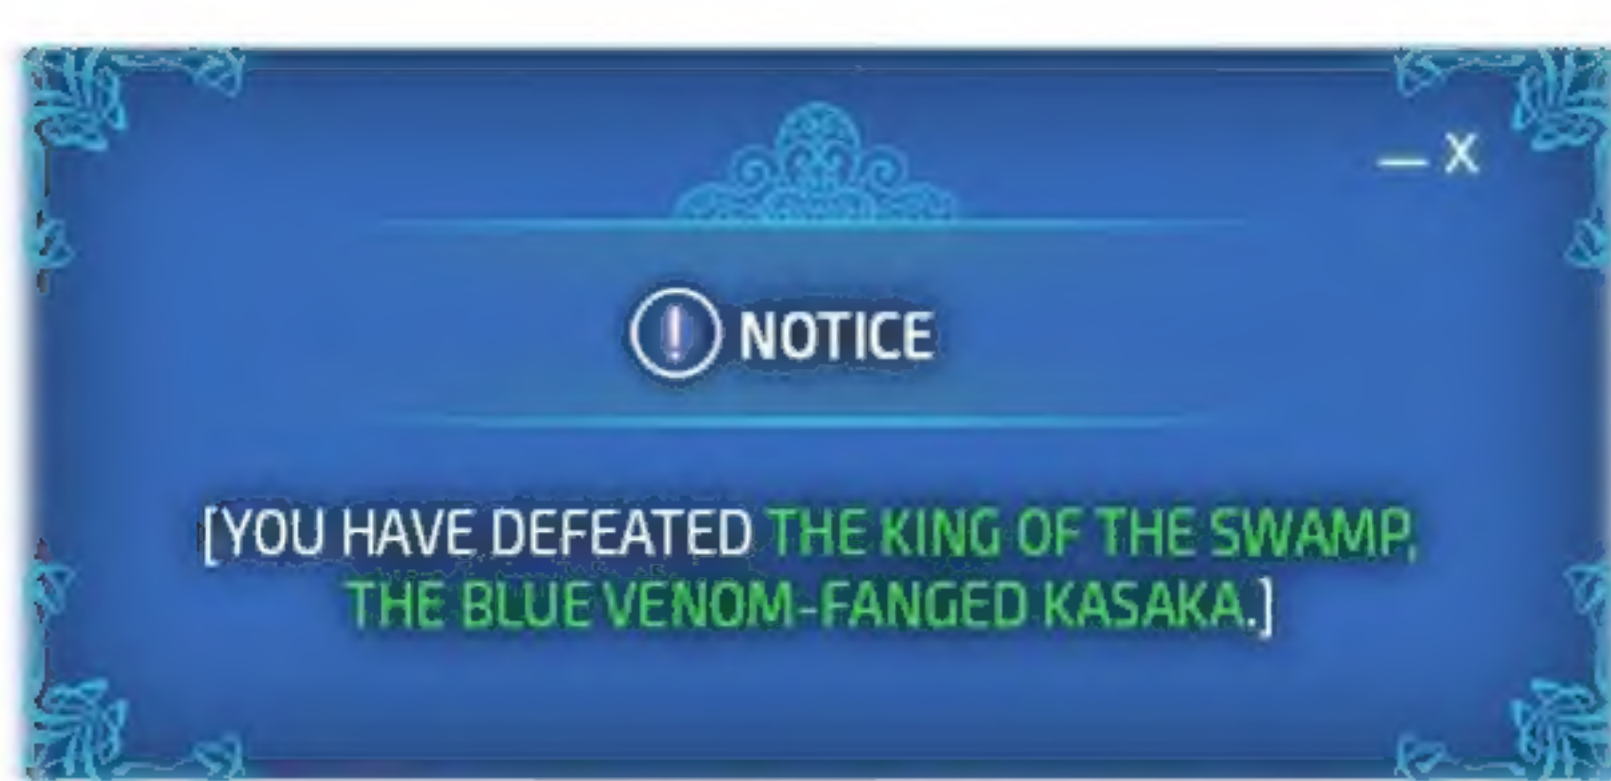 — X
! NOTICE
[YOU HAVE DEFEATED THE KING OF THE SWAMP,
THE BLUE VENOM-FANGED KASAKA.]